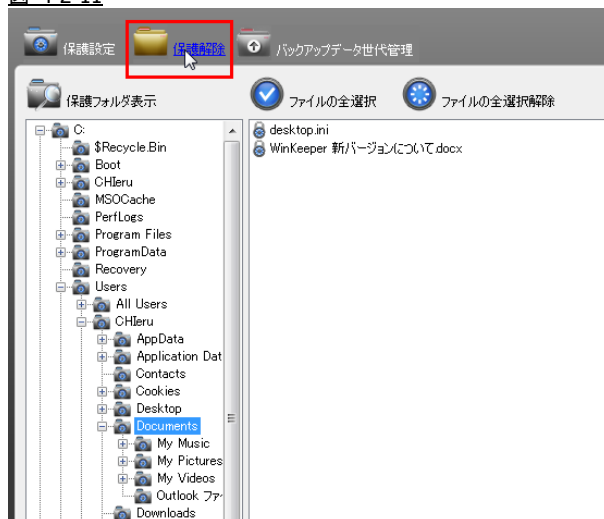 図 4-2-11
保護設定 保護解除 バックアップデータ世代管理
保護フォルダ表示 ファイルの全選択 ファイルの全選択解除
C:
$Recycle.Bin
Boot
CHIeru
MSOCache
PerfLogs
Program Files
ProgramData
Recovery
Users
All Users
CHIeru
AppData
Application Dat
Contacts
Cookies
Desktop
Documents
My Music
My Pictures
My Videos
Outlook ファ
Downloads
desktop.ini
WinKeeper 新バージョンについて.docx